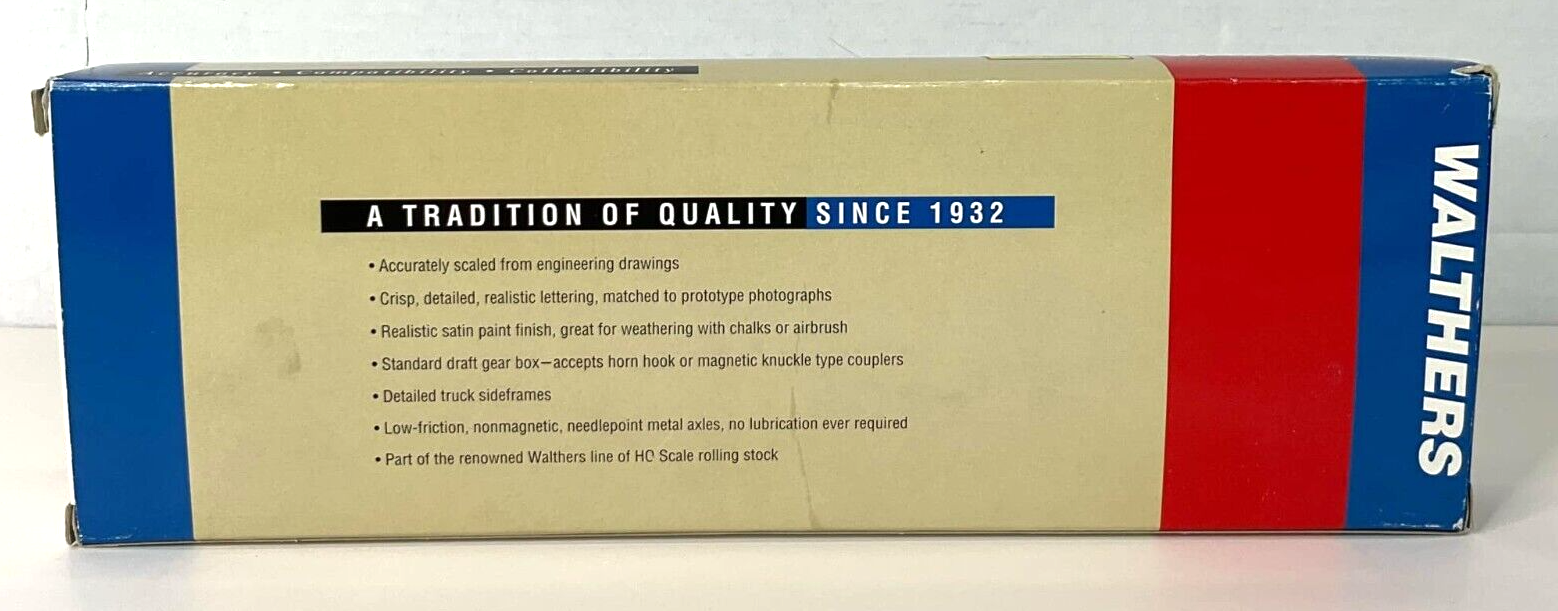 Accuracy • Compatibility • Collectibility
A TRADITION OF QUALITY SINCE 1932
• Accurately scaled from engineering drawings
• Crisp, detailed, realistic lettering, matched to prototype photographs
• Realistic satin paint finish, great for weathering with chalks or airbrush
• Standard draft gear box—accepts horn hook or magnetic knuckle type couplers
• Detailed truck sideframes
• Low-friction, nonmagnetic, needlepoint metal axles, no lubrication ever required
• Part of the renowned Walthers line of HO Scale rolling stock
WALTHERS